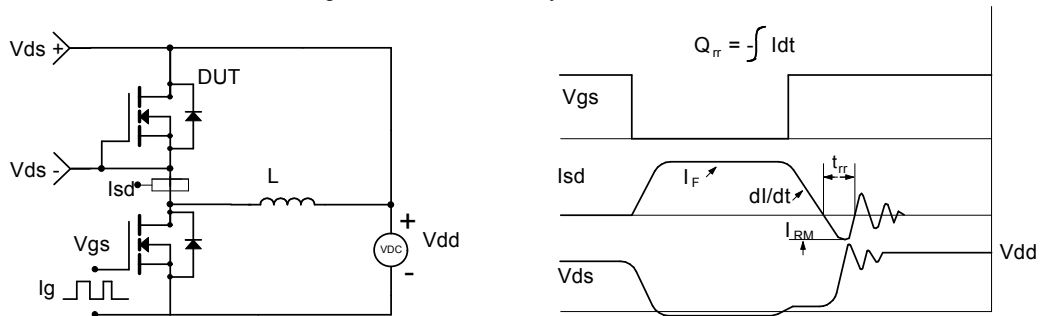 Vds +
DUT
Vds -
Isd
L
Vgs
+
VDC
Vdd
-
Ig
Qrr = -∫ Idt
Vgs
Isd
IF
dI/dt
trr
IRM
Vds
Vdd